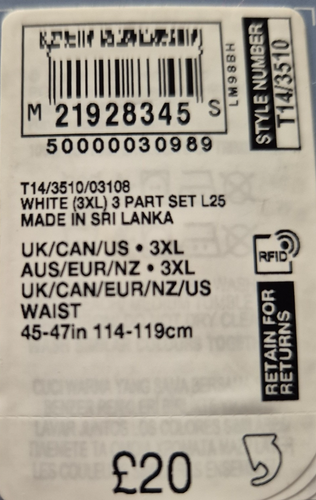 M 21928345 S
50000030989
LM98BH
STYLE NUMBER
T14/3510
T14/3510/03108
WHITE (3XL) 3 PART SET L25
MADE IN SRI LANKA
UK/CAN/US • 3XL
AUS/EUR/NZ • 3XL
UK/CAN/EUR/NZ/US
WAIST
45-47in 114-119cm
RFID
RETAIN FOR
RETURNS
£20